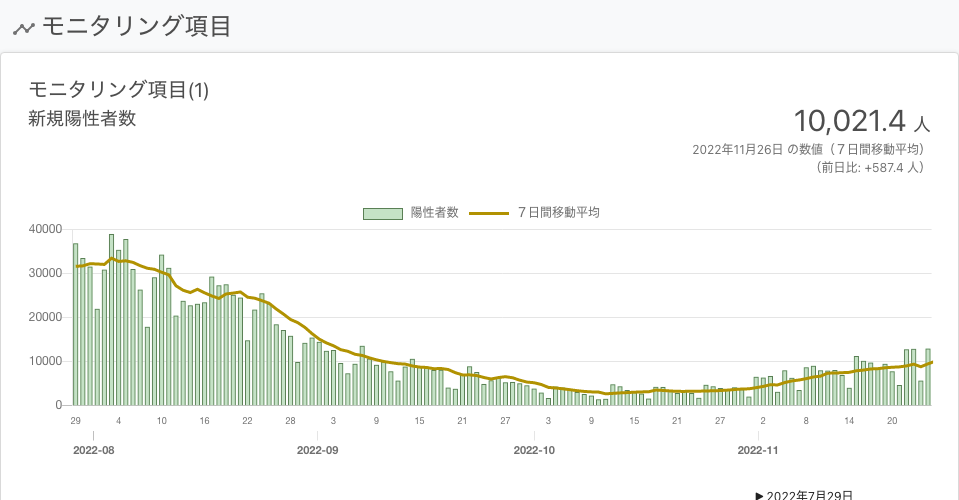 モニタリング項目
モニタリング項目(1)
新規陽性者数
10,021.4 人
2022年11月26日 の数値（７日間移動平均）
（前日比: +587.4 人）
陽性者数 ７日間移動平均
40000
30000
20000
10000
0
29 4 10 16 22 28 3 9 15 21 27 3 9 15 21 27 2 8 14 20
2022-08 2022-09 2022-10 2022-11
▶ 2022年7月29日